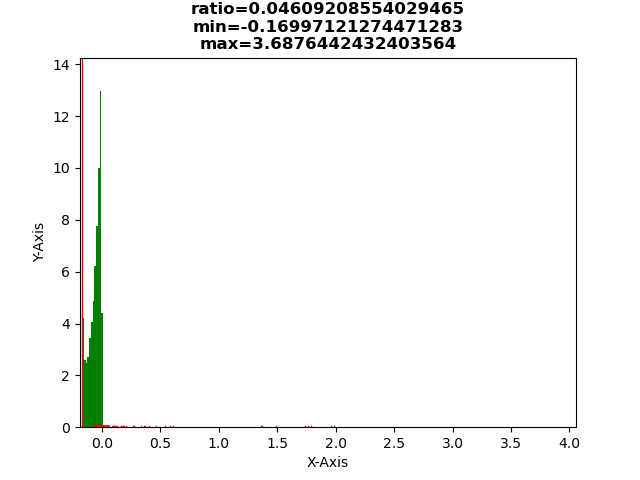 ratio=0.04609208554029465
min=-0.16997121274471283
max=3.6876442432403564
14
12
10
8
6
4
2
0
Y-Axis
0.0 0.5 1.0 1.5 2.0 2.5 3.0 3.5 4.0
X-Axis